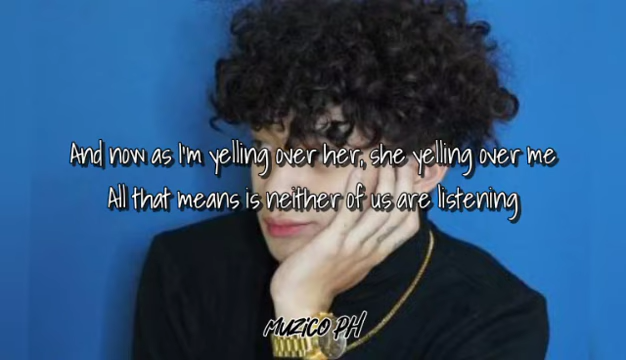 And now as I'm yelling over her, she yelling over me
All that means is neither of us are listening
MUZICO PH